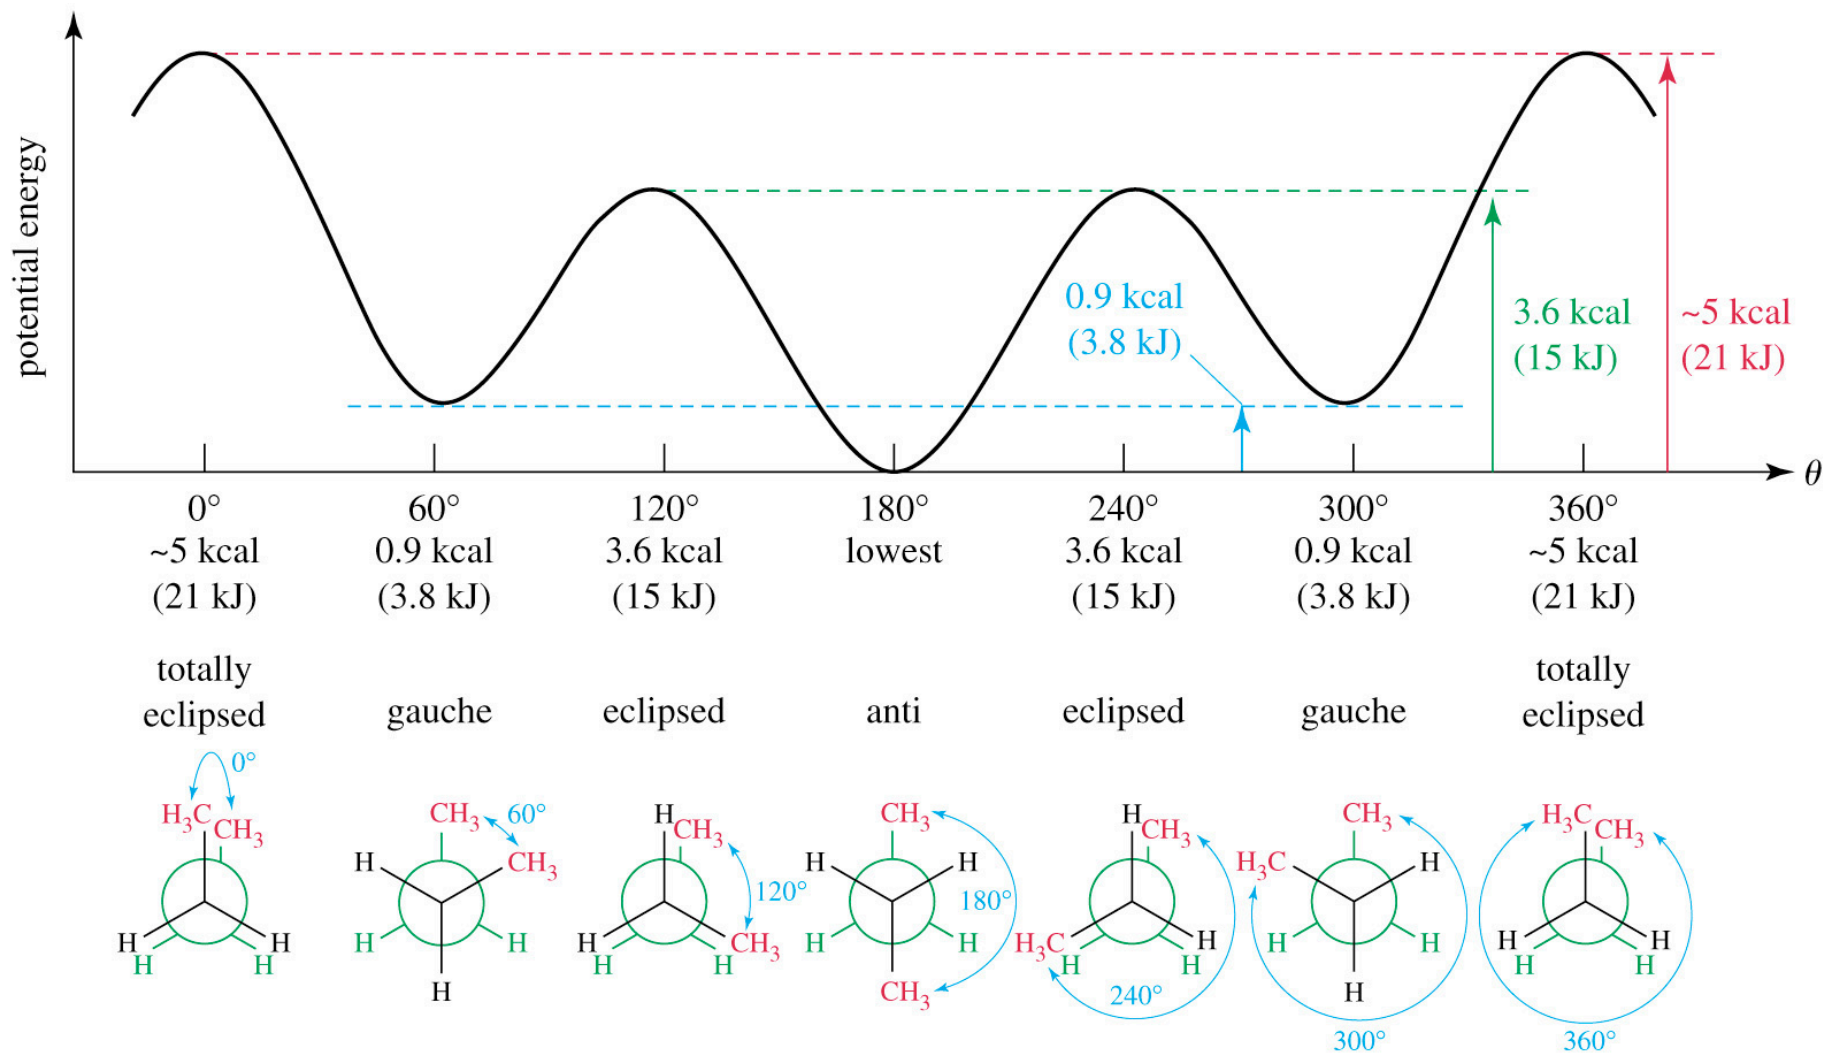 potential energy
0.9 kcal
(3.8 kJ)
3.6 kcal
(15 kJ)
~5 kcal
(21 kJ)
θ
0° 60° 120° 180° 240° 300° 360°
~5 kcal 0.9 kcal 3.6 kcal lowest 3.6 kcal 0.9 kcal ~5 kcal
(21 kJ) (3.8 kJ) (15 kJ) (15 kJ) (3.8 kJ) (21 kJ)
totally totally
eclipsed gauche eclipsed anti eclipsed gauche eclipsed
0°
H₃C
CH₃
H H
H H
CH₃ 60°
H CH₃
H H
H
H CH₃
120°
H CH₃
H H
CH₃
H H
180°
H H
CH₃
H CH₃
H₃C H
H H
240°
CH₃
H₃C H
H H
H
300°
H₃C
CH₃
H H
H H
360°